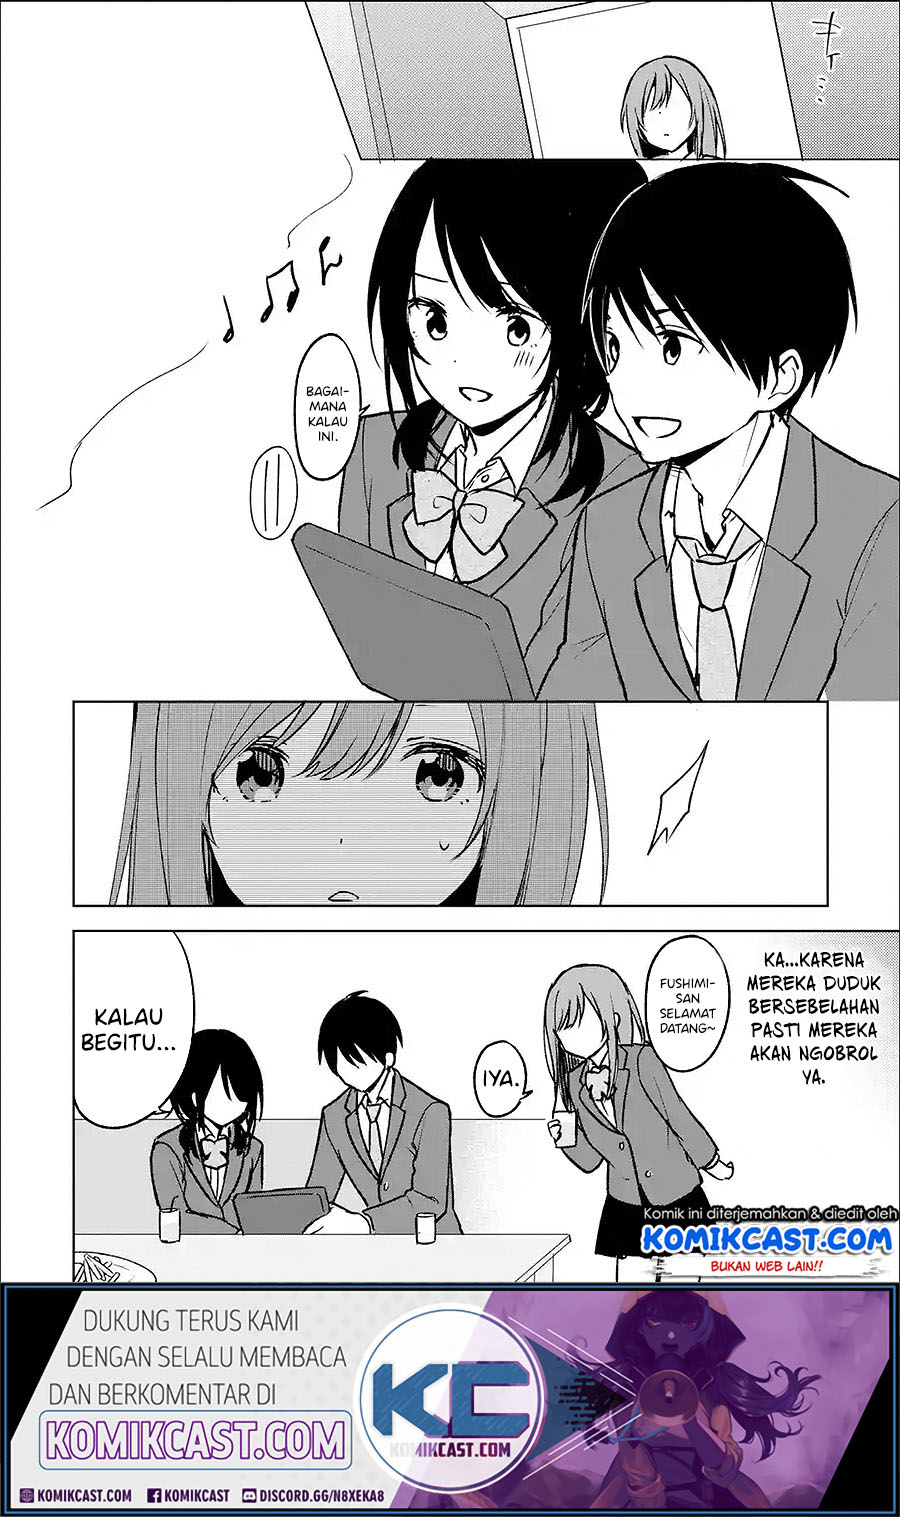 キィ…
BAGAI-
MANA
KALAU
INI.
KA...KARENA
MEREKA DUDUK
BERSEBELAHAN
PASTI MEREKA
AKAN NGOBROL
YA.
FUSHIMI-
SAN
SELAMAT
DATANG~
IYA.
KALAU
BEGITU...
Komik ini diterjemahkan & diedit oleh
KOMIKCAST.COM
BUKAN WEB LAIN!!
DUKUNG TERUS KAMI
DENGAN SELALU MEMBACA
DAN BERKOMENTAR DI
KOMIKCAST.COM
KOMIKCAST.COM
KOMIKCAST
DISCORD.GG/N8XEKA8
KC
KOMIKCAST.COM